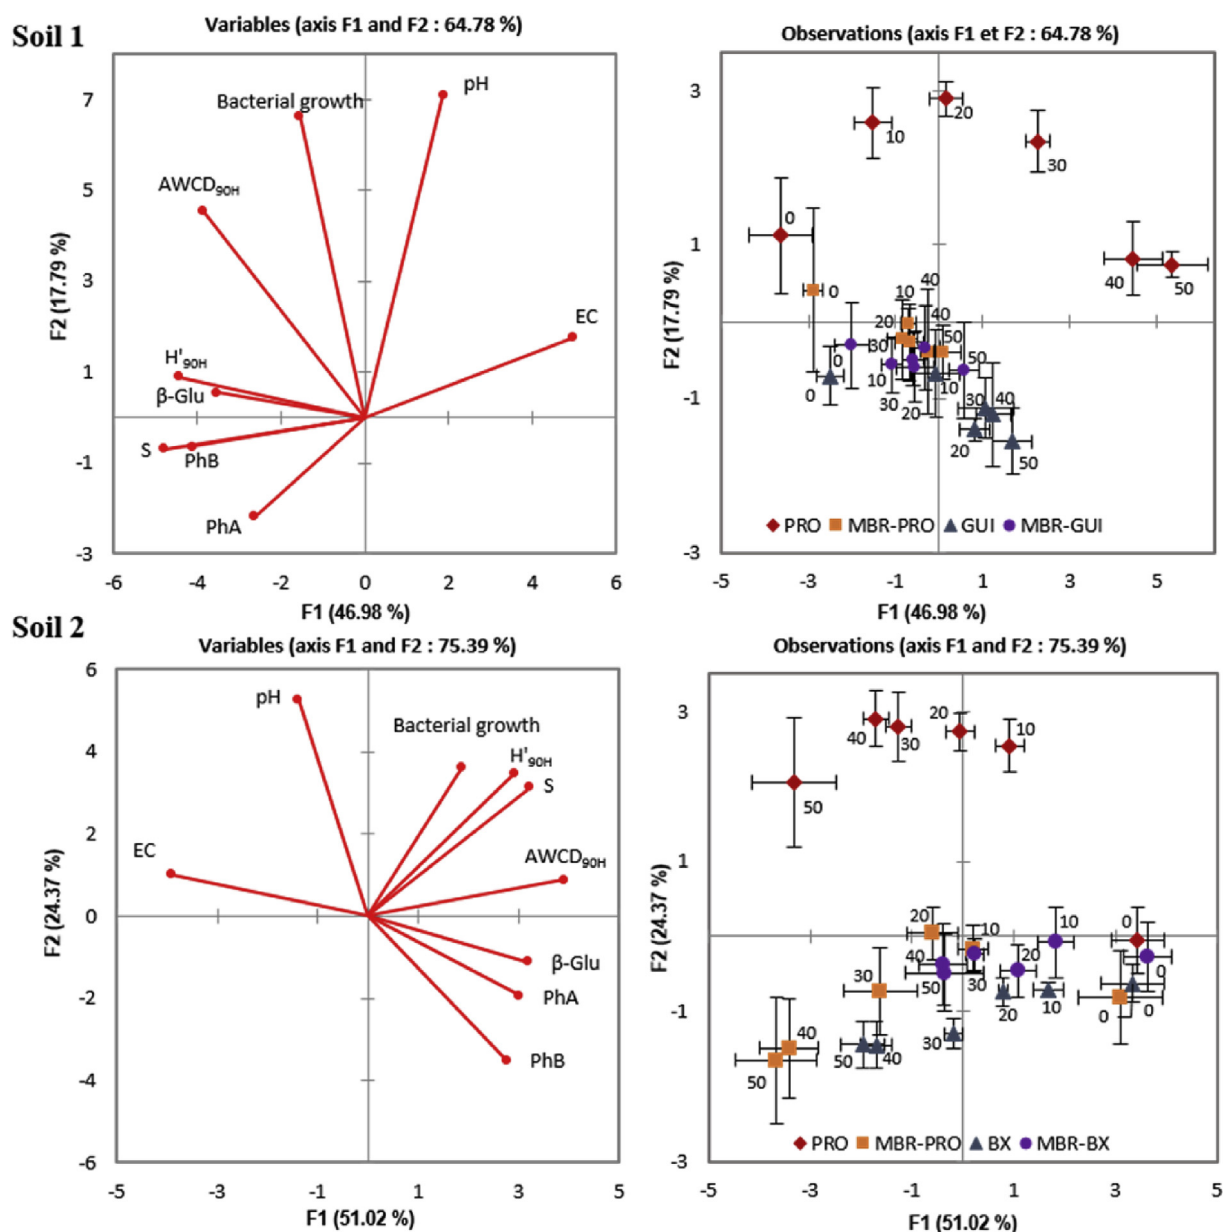 Soil 1
Variables (axis F1 and F2 : 64.78 %)
7
5
3
1
-1
-3
F2 (17.79 %)
Bacterial growth
pH
AWCD90H
EC
H'90H
β-Glu
S
PhB
PhA
-6 -4 -2 0 2 4 6
F1 (46.98 %)
Observations (axis F1 et F2 : 64.78 %)
3
1
-1
-3
F2 (17.79 %)
10
20
30
0
40
50
0
10
40
20
40
50
30
50
0
0
10
30
20
10
30
40
20
50
PRO MBR-PRO GUI MBR-GUI
-5 -3 -1 1 3 5
F1 (46.98 %)
Soil 2
Variables (axis F1 and F2 : 75.39 %)
6
4
2
0
-2
-4
-6
F2 (24.37 %)
pH
Bacterial growth
H'90H
S
EC
AWCD90H
β-Glu
PhA
PhB
-5 -3 -1 1 3 5
F1 (51.02 %)
Observations (axis F1 and F2 : 75.39 %)
3
1
-1
-3
F2 (24.37 %)
40
30
20
10
50
20
10
10
0
40
20
30
0
30
50
20
10
0
0
40
50
50
40
30
PRO MBR-PRO BX MBR-BX
-5 -3 -1 1 3 5
F1 (51.02 %)